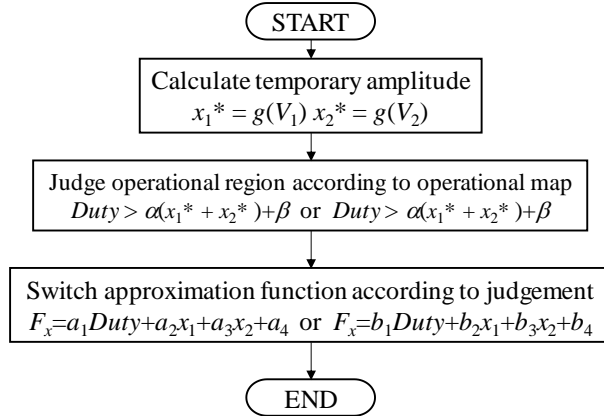 START
Calculate temporary amplitude
x₁* = g(V₁) x₂* = g(V₂)
Judge operational region according to operational map
Duty > α(x₁* + x₂* )+β or Duty > α(x₁* + x₂* )+β
Switch approximation function according to judgement
Fₓ=a₁Duty+a₂x₁+a₃x₂+a₄ or Fₓ=b₁Duty+b₂x₁+b₃x₂+b₄
END